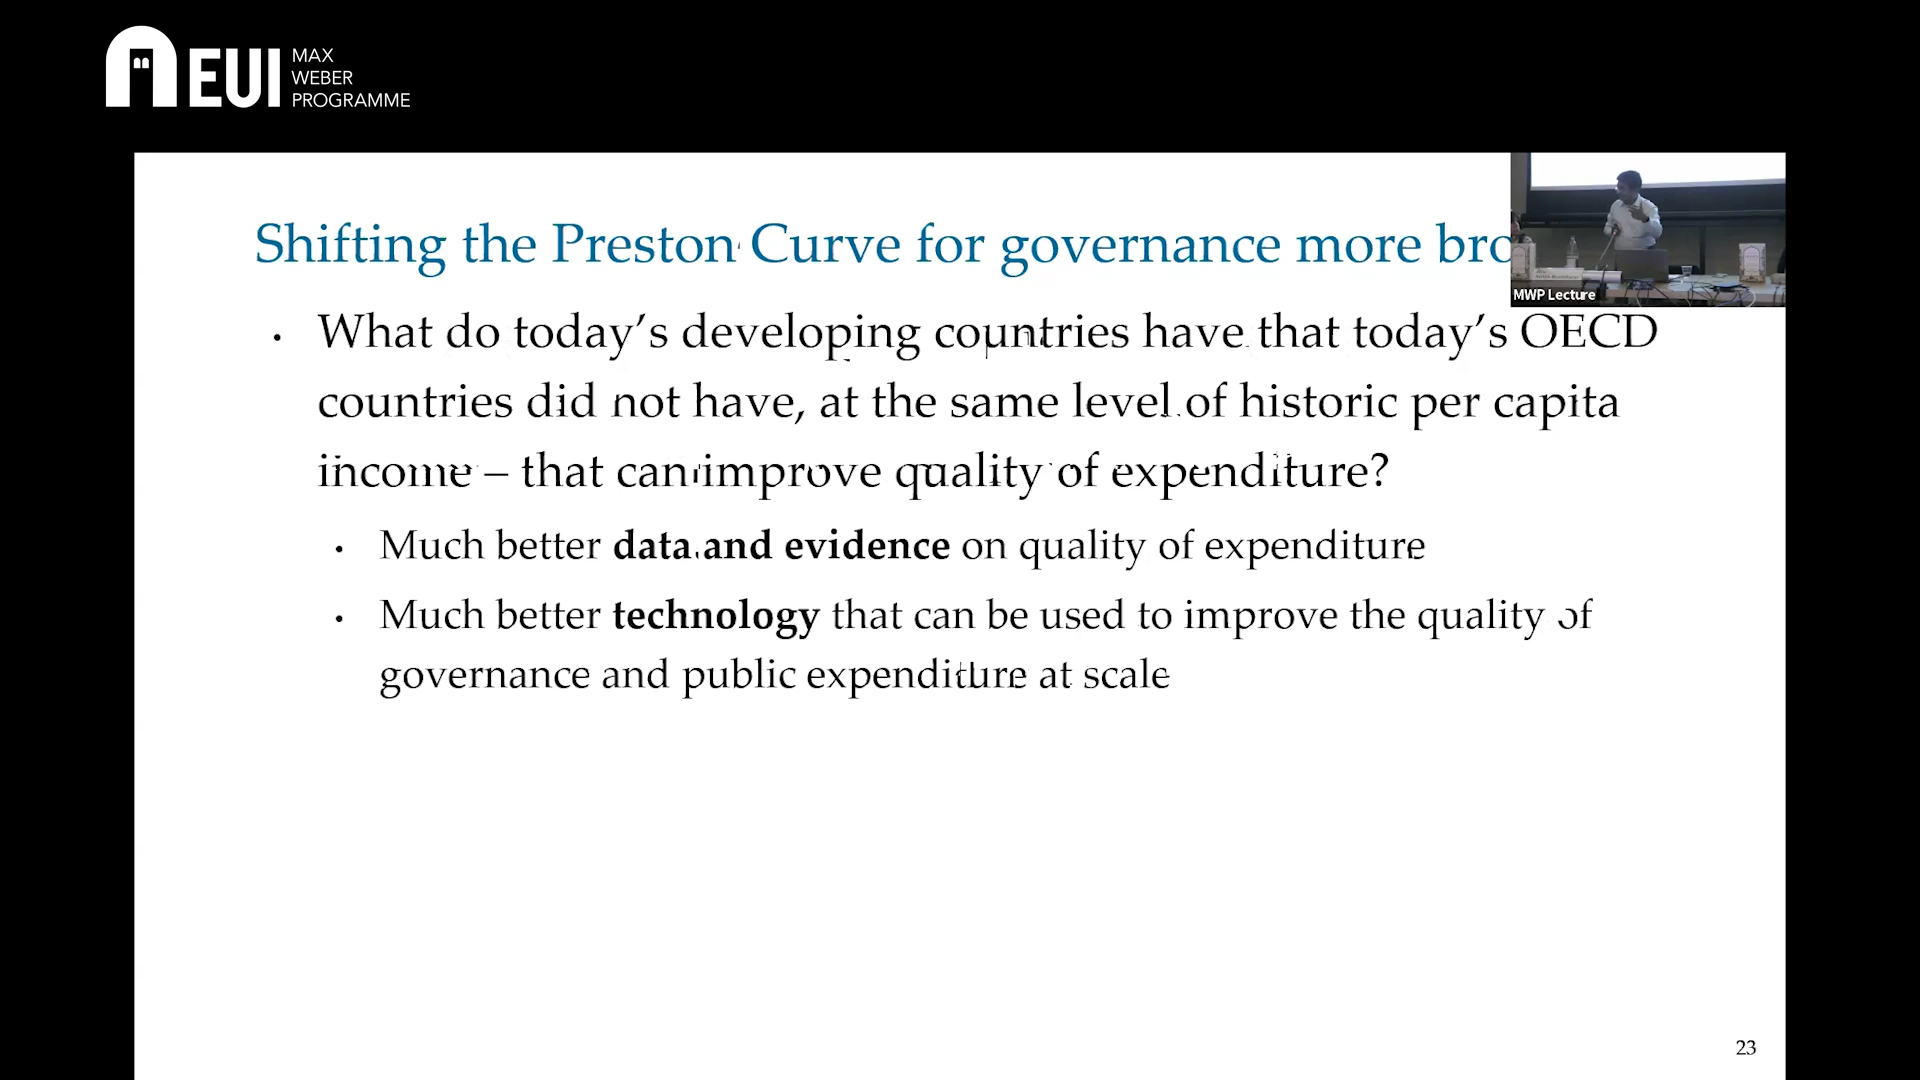 EUI
MAX
WEBER
PROGRAMME
Shifting the Preston Curve for governance more bro
MWP Lecture
• What do today’s developing countries have that today’s OECD
countries did not have, at the same level of historic per capita
income – that can improve quality of expenditure?
• Much better data and evidence on quality of expenditure
• Much better technology that can be used to improve the quality of
governance and public expenditure at scale
23